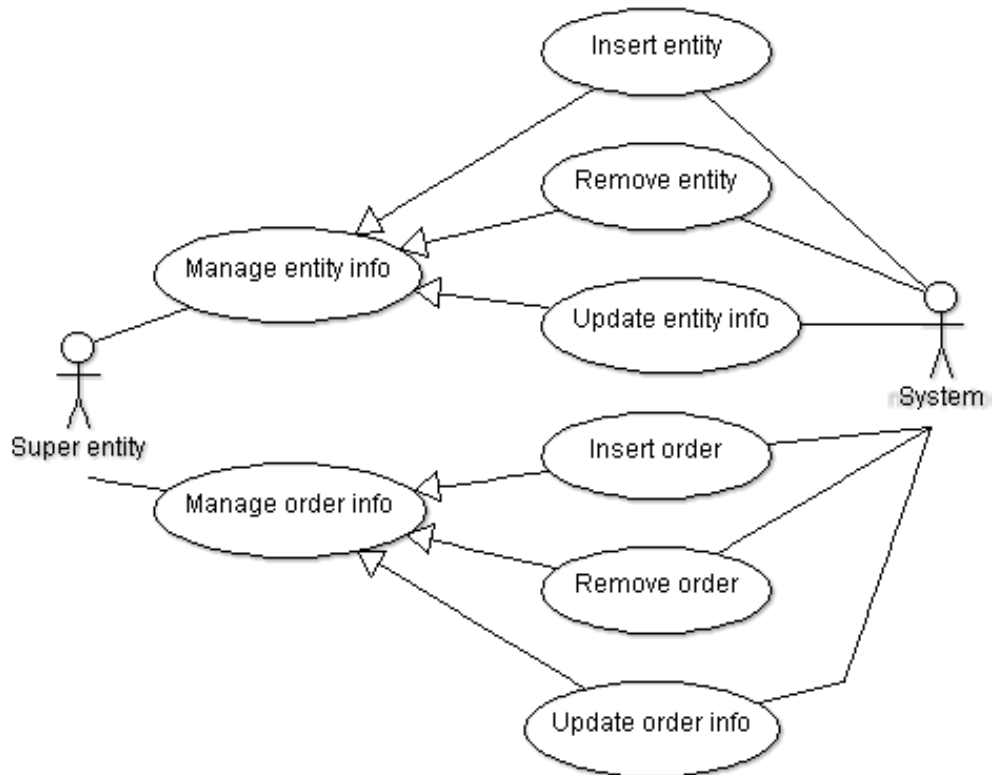 Insert entity
Remove entity
Manage entity info
Update entity info
Super entity
System
Insert order
Manage order info
Remove order
Update order info